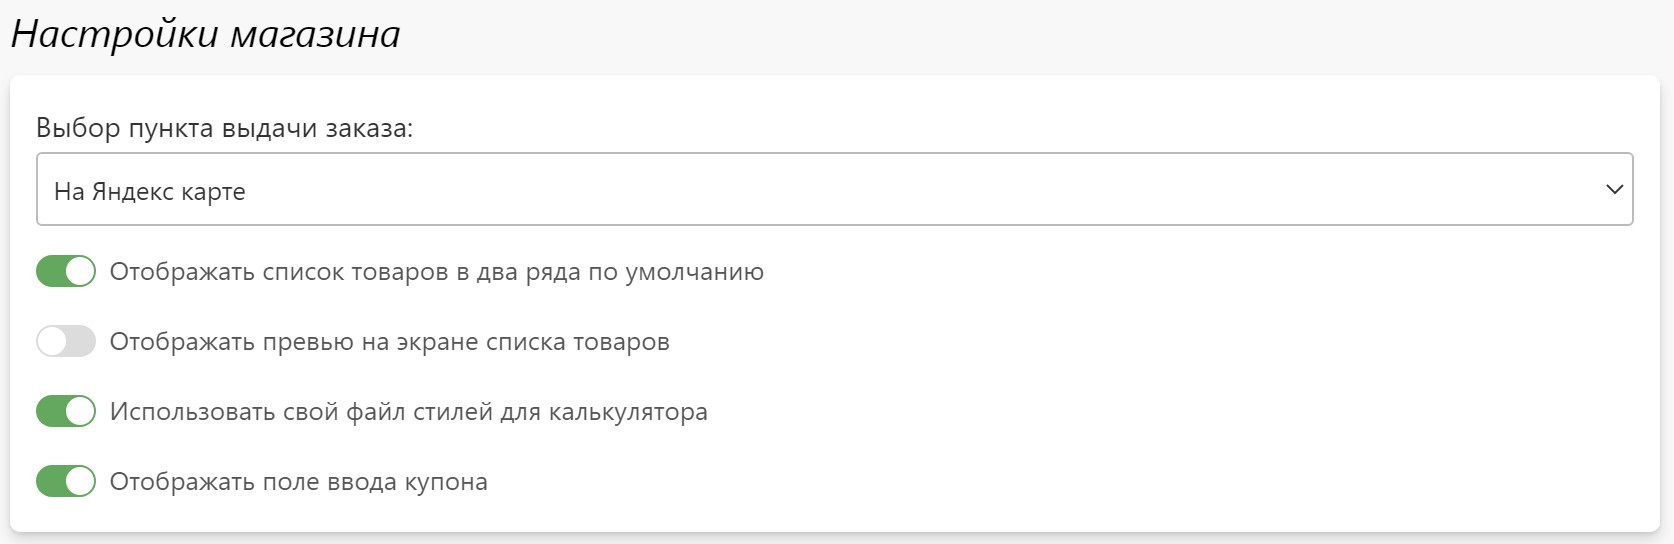 Настройки магазина
Выбор пункта выдачи заказа:
На Яндекс карте
Отображать список товаров в два ряда по умолчанию
Отображать превью на экране списка товаров
Использовать свой файл стилей для калькулятора
Отображать поле ввода купона